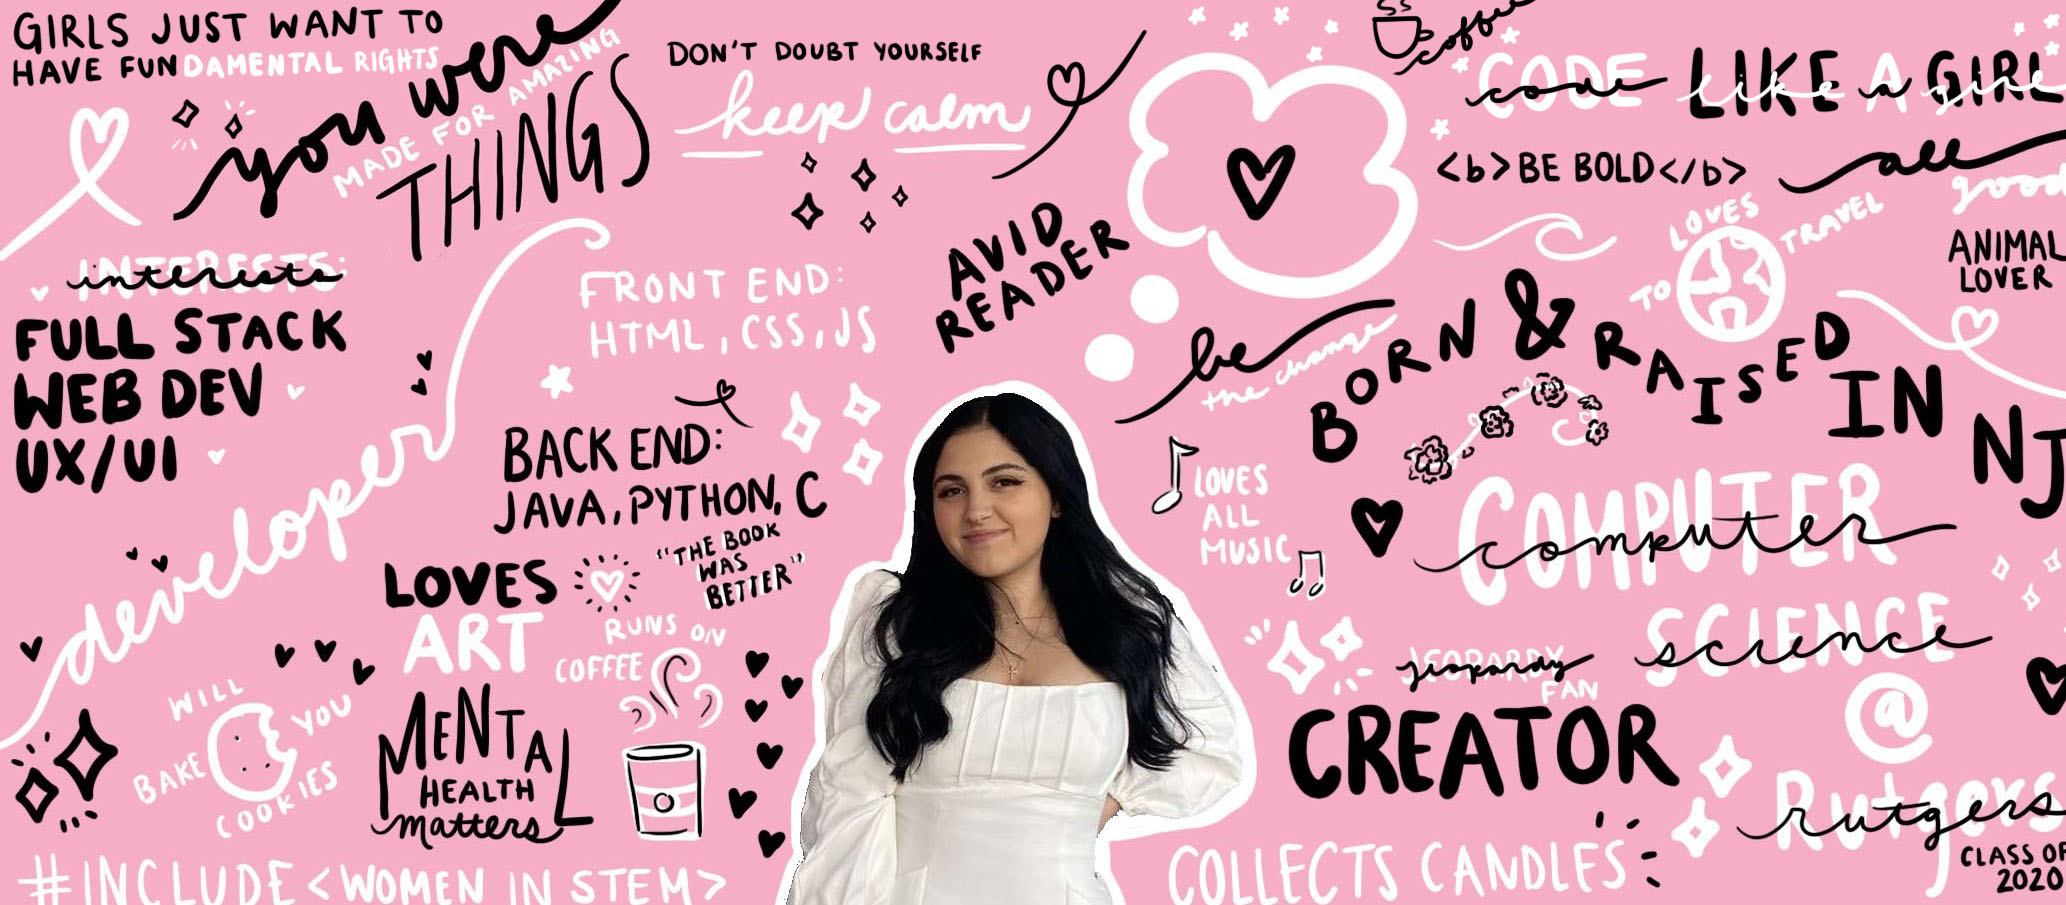 GIRLS JUST WANT TO
HAVE FUNDAMENTAL RIGHTS
you were
MADE FOR AMAZING
THINGS
DON'T DOUBT YOURSELF
keep calm
coffee
CODE LIKE A GIRL
code like a girl
<b>BE BOLD</b>
all
good
LOVES
TO TRAVEL
ANIMAL
LOVER
AVID
READER
INTERESTS:
interests
FULL STACK
WEB DEV
UX/UI
developer
FRONT END:
HTML, CSS, JS
BACK END:
JAVA, PYTHON, C
be
the change
BORN & RAISED IN NJ
LOVES
ALL
MUSIC
COMPUTER
computer
SCIENCE
science
@
Rutgers
rutgers
CLASS OF
2020
LOVES
ART
"THE BOOK
WAS
BETTER"
RUNS ON
COFFEE
WILL
BAKE YOU
COOKIES
MENTAL
HEALTH
matters
JEOPARDY
jeopardy
FAN
CREATOR
#INCLUDE <WOMEN IN STEM>
COLLECTS CANDLES